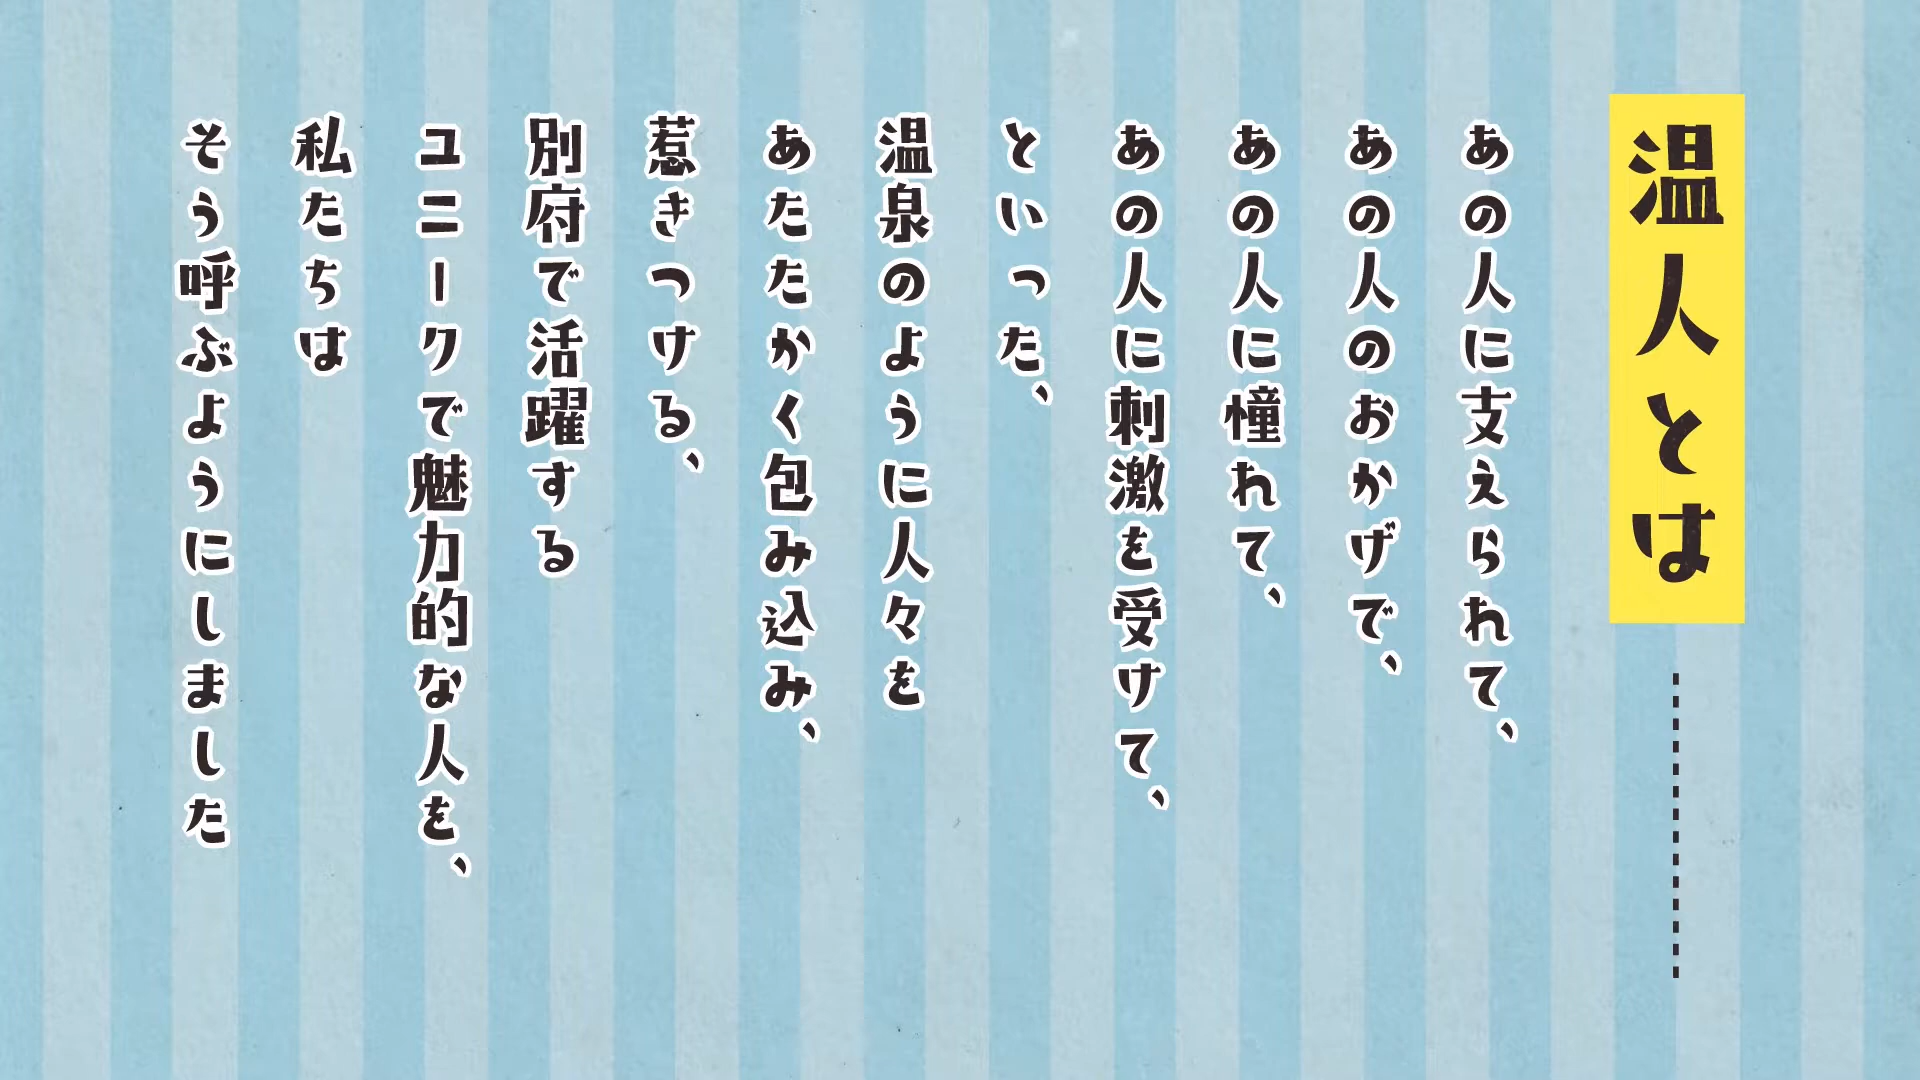 温人とは
あの人に支えられて、
あの人のおかげで、
あの人に憧れて、
あの人に刺激を受けて、
といった、
温泉のように人々を
あたたかく包み込み、
惹きつける、
別府で活躍する
ユニークで魅力的な人を、
私たちは
そう呼ぶようにしました